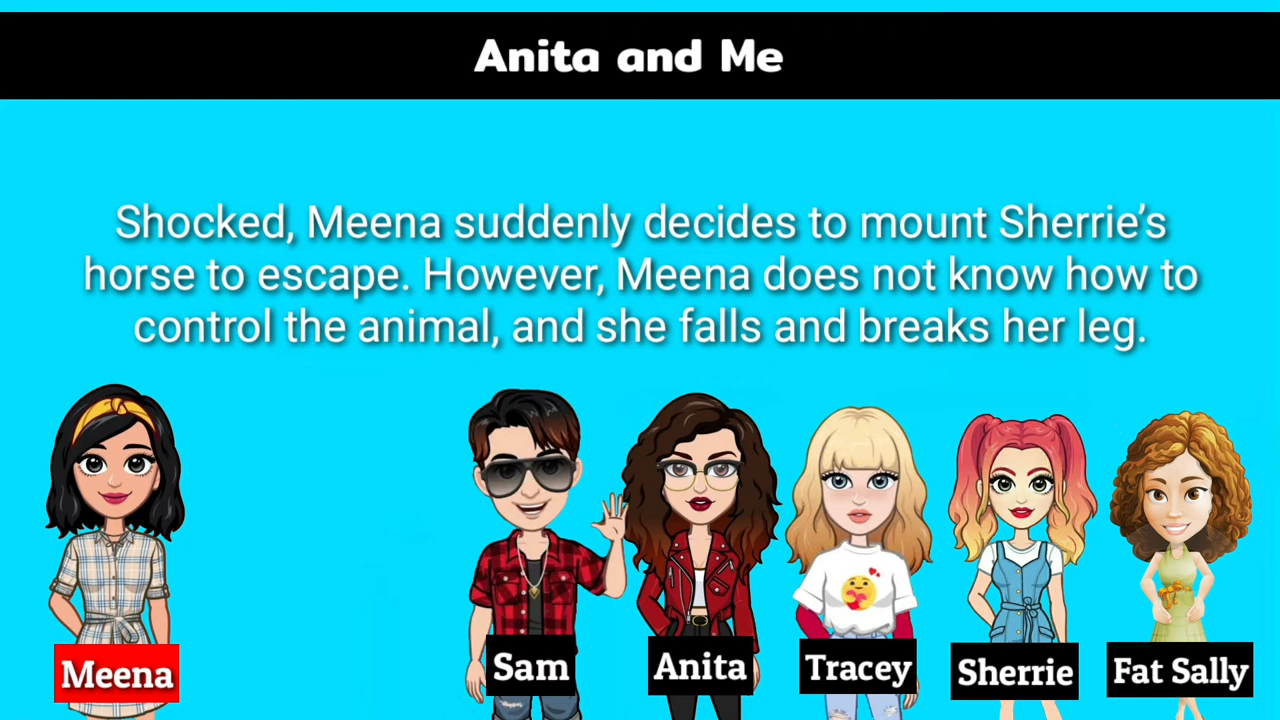 Anita and Me
Shocked, Meena suddenly decides to mount Sherrie’s
horse to escape. However, Meena does not know how to
control the animal, and she falls and breaks her leg.
Meena
Sam
Anita
Tracey
Sherrie
Fat Sally